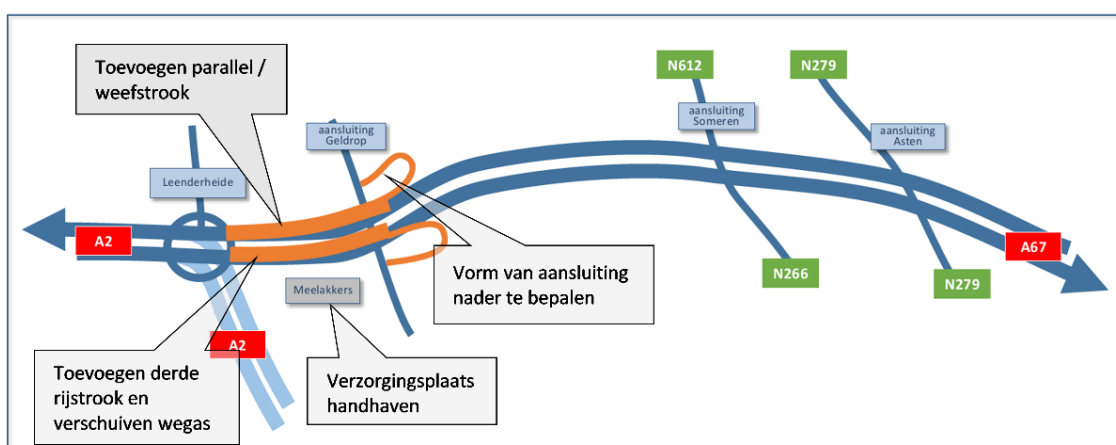 Toevoegen parallel /
weefstrook
N612
N279
aansluiting
Geldrop
aansluiting
Someren
aansluiting
Asten
Leenderheide
A2
A67
Vorm van aansluiting
nader te bepalen
N266
N279
Meelakkers
A2
Toevoegen derde
rijstrook en
verschuiven wegas
Verzorgingsplaats
handhaven